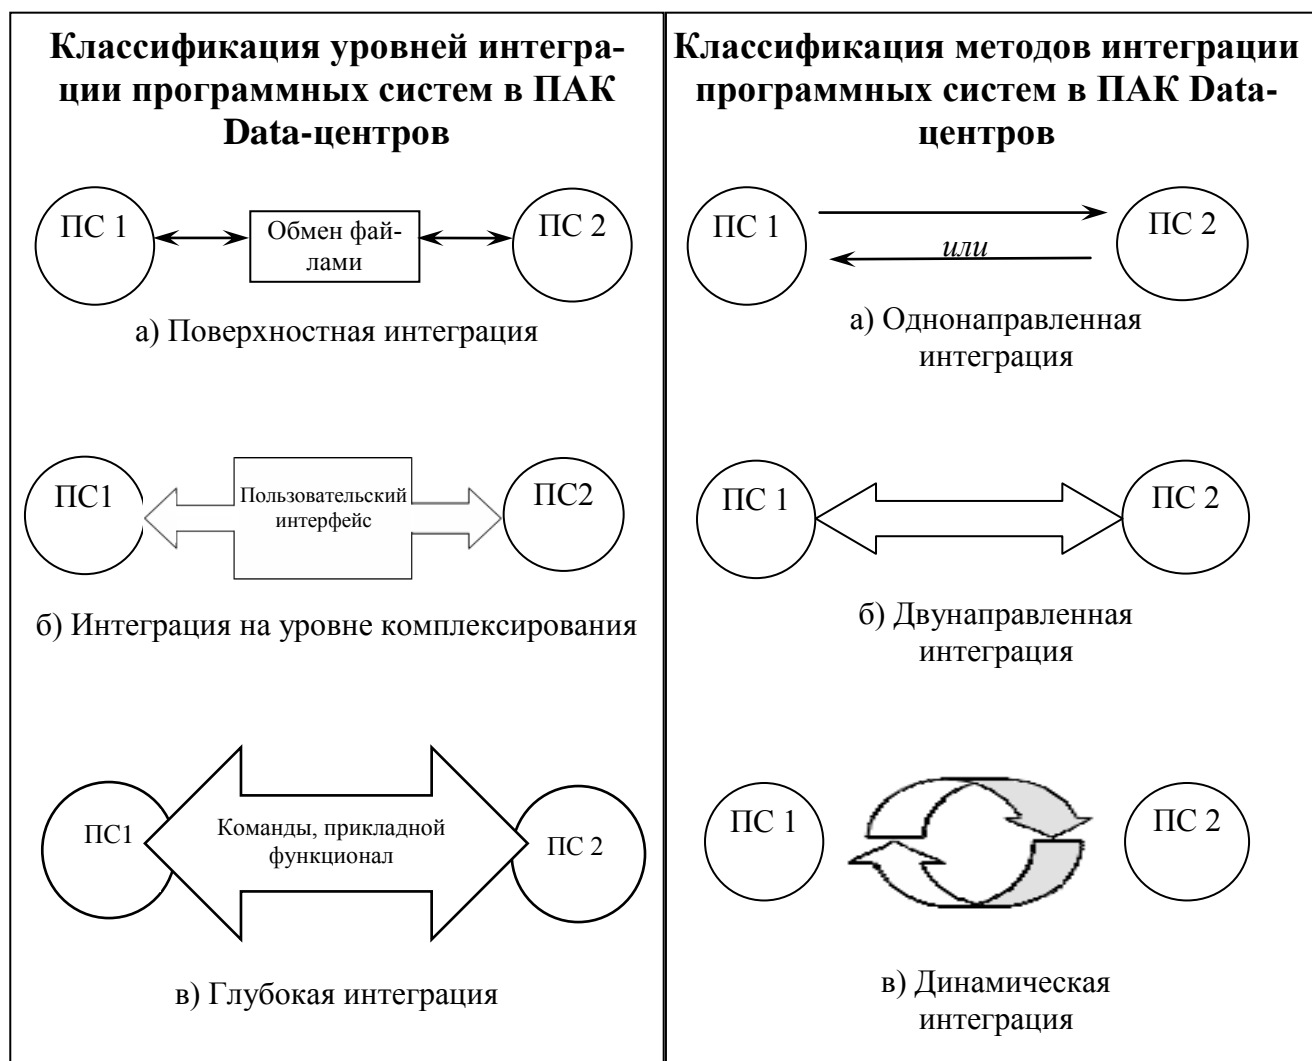 Классификация уровней интегра-
ции программных систем в ПАК
Data-центров
ПС 1
Обмен фай-
лами
ПС 2
а) Поверхностная интеграция
ПС1
Пользовательский
интерфейс
ПС2
б) Интеграция на уровне комплексирования
ПС1
Команды, прикладной
функционал
ПС 2
в) Глубокая интеграция
Классификация методов интеграции
программных систем в ПАК Data-
центров
ПС 1
или
ПС 2
а) Однонаправленная
интеграция
ПС 1
ПС 2
б) Двунаправленная
интеграция
ПС 1
ПС 2
в) Динамическая
интеграция